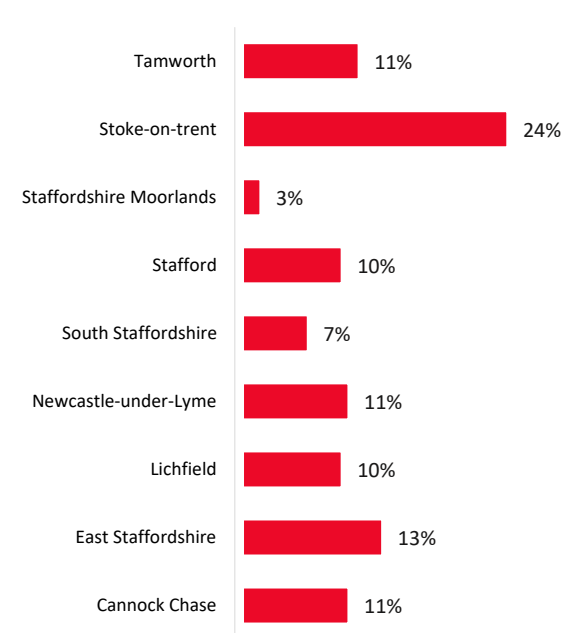 Tamworth 11%
Stoke-on-trent 24%
Staffordshire Moorlands 3%
Stafford 10%
South Staffordshire 7%
Newcastle-under-Lyme 11%
Lichfield 10%
East Staffordshire 13%
Cannock Chase 11%